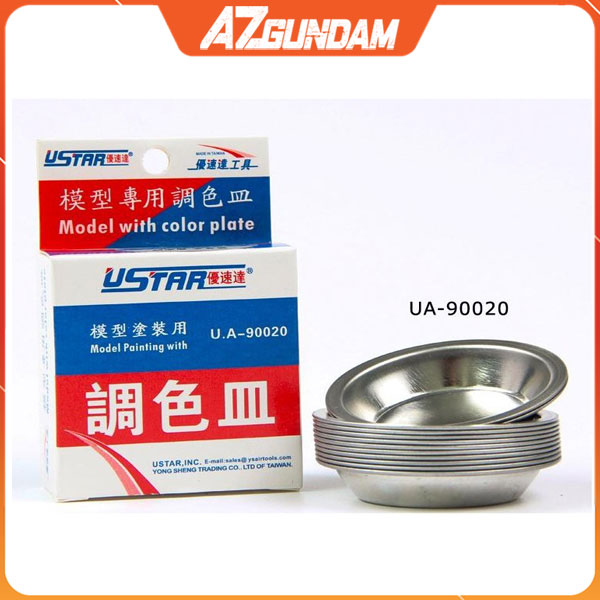 AZGUNDAM
USTAR優速達®
MADE IN TAIWAN
優速達工具
模型專用調色皿
Model with color plate
USTAR優速達®
模型塗裝用
Model Painting with
U.A-90020
調色皿
USTAR,INC. E-mail:sales@ysairtools.com
YONG SHENG TRADING CO., LTD OF TAIWAN.
UA-90020